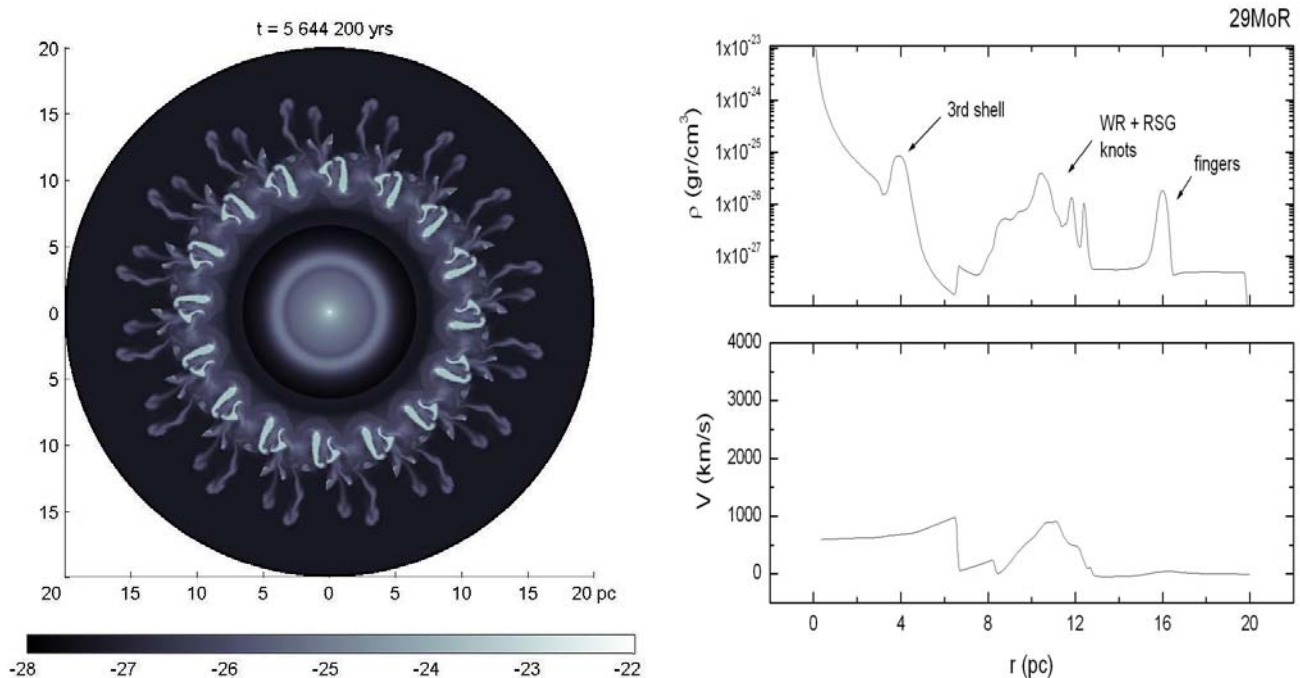 t = 5 644 200 yrs
20
15
10
5
0
5
10
15
20 15 10 5 0 5 10 15 20 pc
-28 -27 -26 -25 -24 -23 -22
29MoR
1x10^-23
1x10^-24
1x10^-25
1x10^-26
1x10^-27
ρ (gr/cm^3)
3rd shell
WR + RSG
knots
fingers
4000
3000
2000
1000
0
V (km/s)
0 4 8 12 16 20
r (pc)